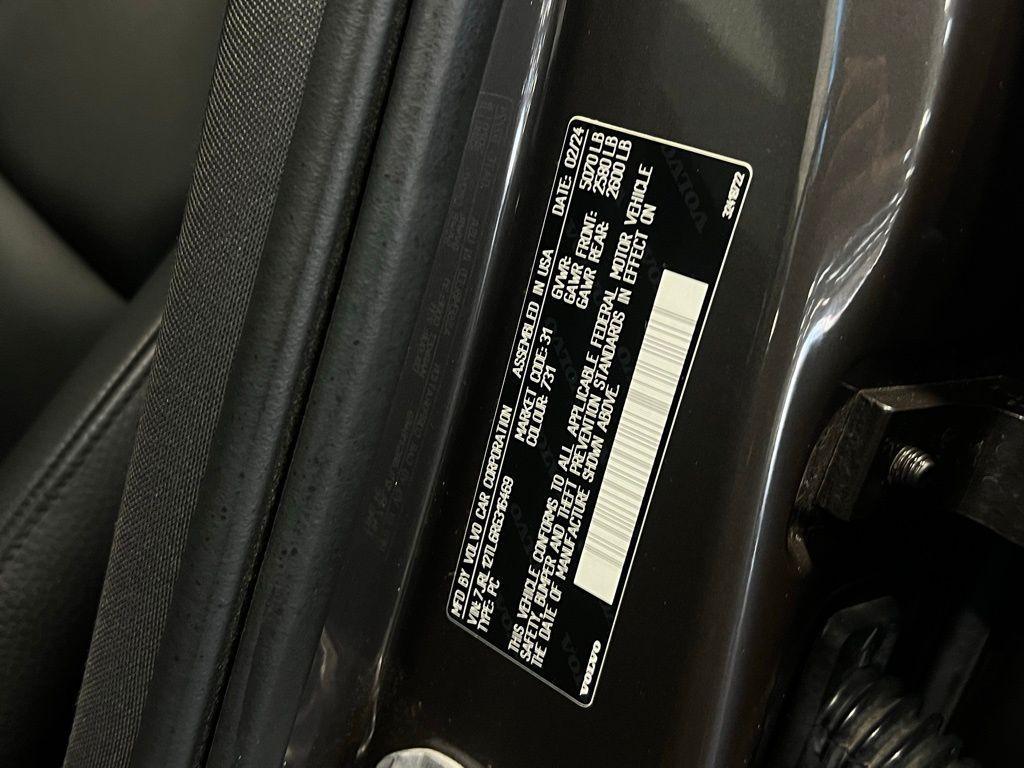 MFD BY VOLVO CAR CORPORATION ASSEMBLED IN USA DATE: 02/24
VIN: 7JRL12TL6RG316469 MARKET CODE: 31 GVWR: 5070 LB
TYPE: PC COLOUR: 731 GAWR FRONT: 2580 LB
GAWR REAR: 2600 LB
THIS VEHICLE CONFORMS TO ALL APPLICABLE FEDERAL MOTOR VEHICLE
SAFETY, BUMPER AND THEFT PREVENTION STANDARDS IN EFFECT ON
THE DATE OF MANUFACTURE SHOWN ABOVE.
VOLVO